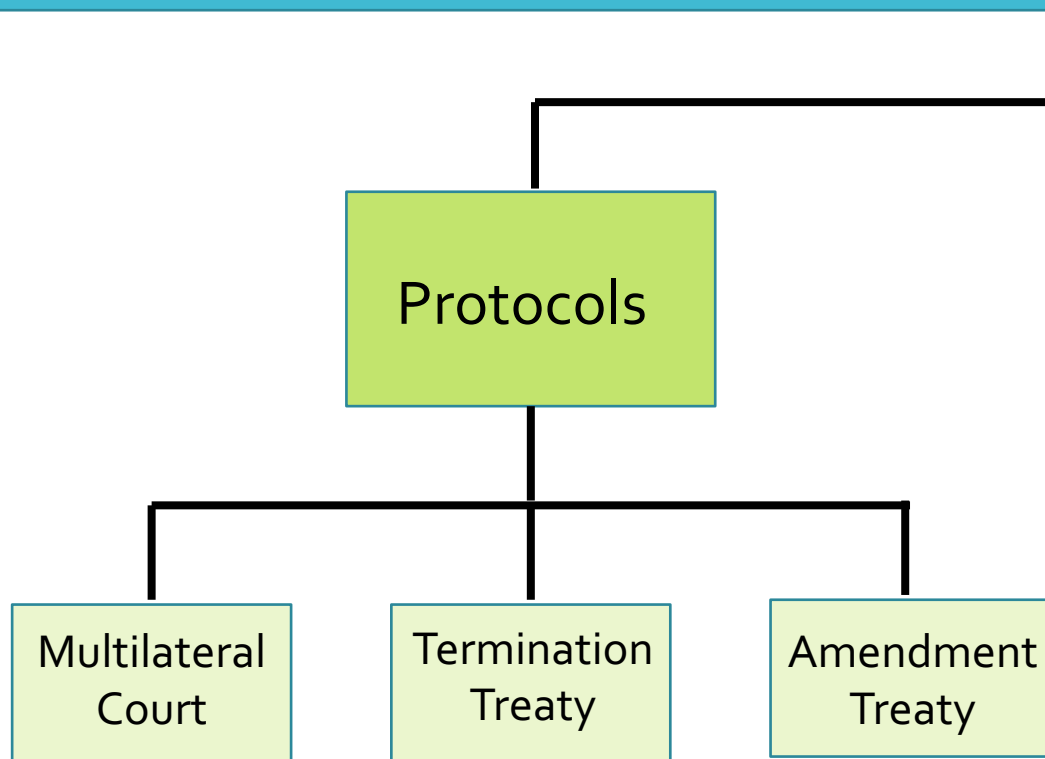 Protocols
Multilateral
Court
Termination
Treaty
Amendment
Treaty